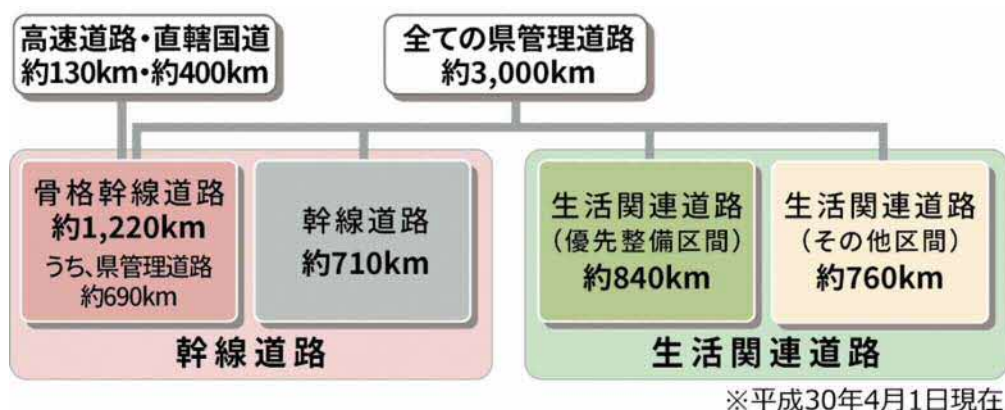 高速道路・直轄国道
約130km・約400km
全ての県管理道路
約3,000km
骨格幹線道路
約1,220km
うち、県管理道路
約690km
幹線道路
約710km
生活関連道路
(優先整備区間)
約840km
生活関連道路
(その他区間)
約760km
幹線道路
生活関連道路
※平成30年4月1日現在